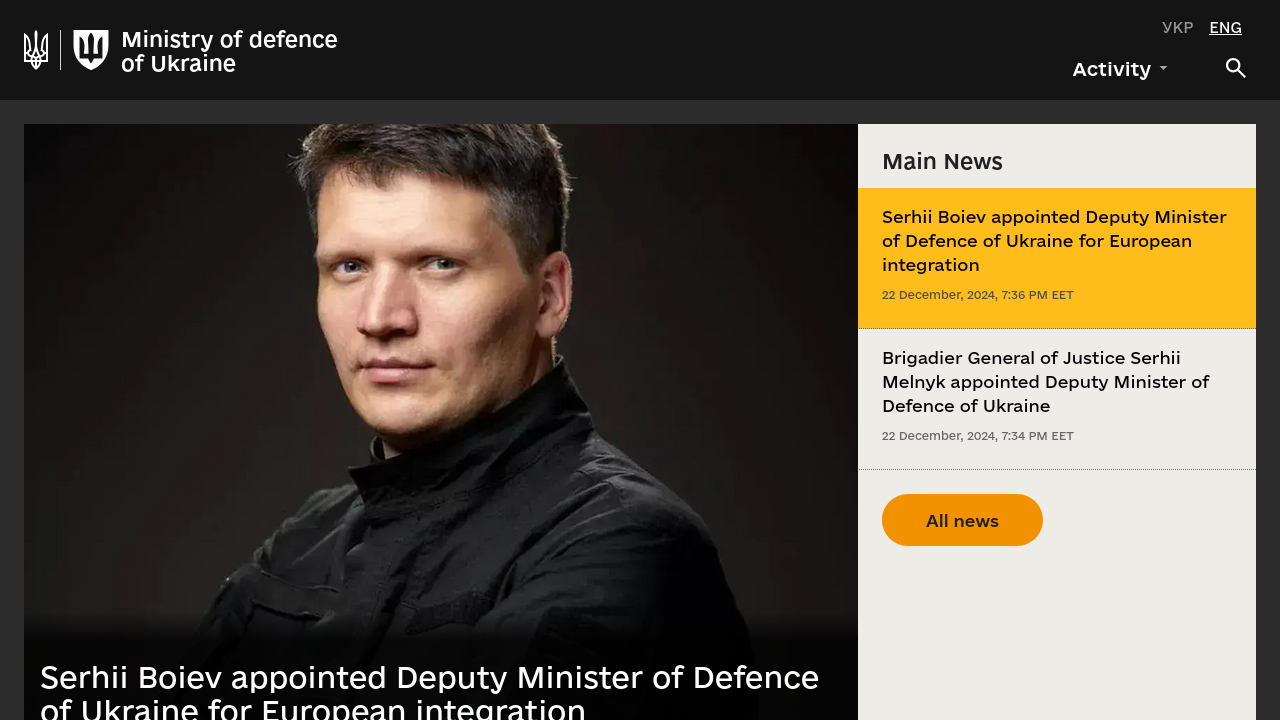 Ministry of defence
of Ukraine
УКР ENG
Activity
Serhii Boiev appointed Deputy Minister of Defence
of Ukraine for European integration
Main News
Serhii Boiev appointed Deputy Minister
of Defence of Ukraine for European
integration
22 December, 2024, 7:36 PM EET
Brigadier General of Justice Serhii
Melnyk appointed Deputy Minister of
Defence of Ukraine
22 December, 2024, 7:34 PM EET
All news